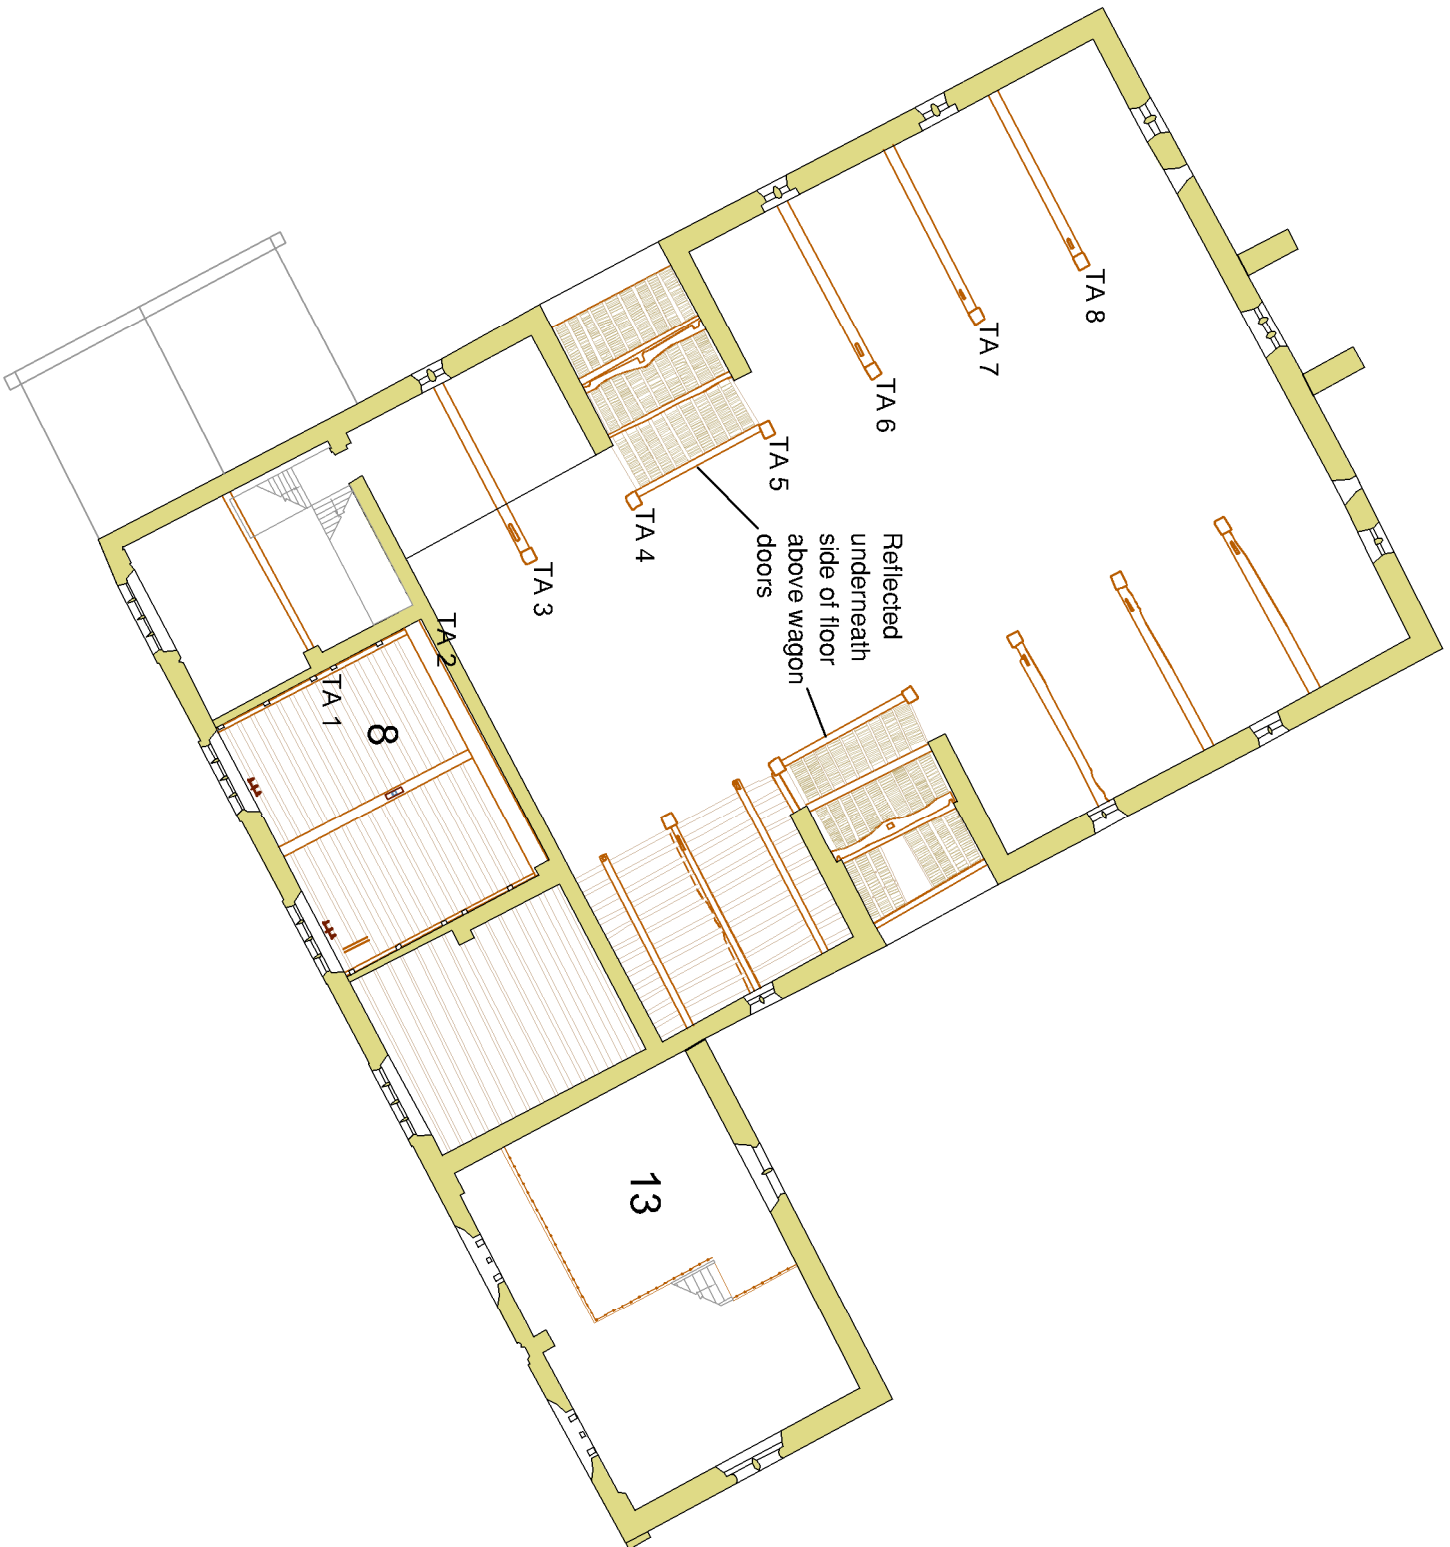 TA 8
TA 7
TA 6
TA 5
TA 4
TA 3
TA 2
TA 1
Reflected
underneath
side of floor
above wagon
doors
8
13